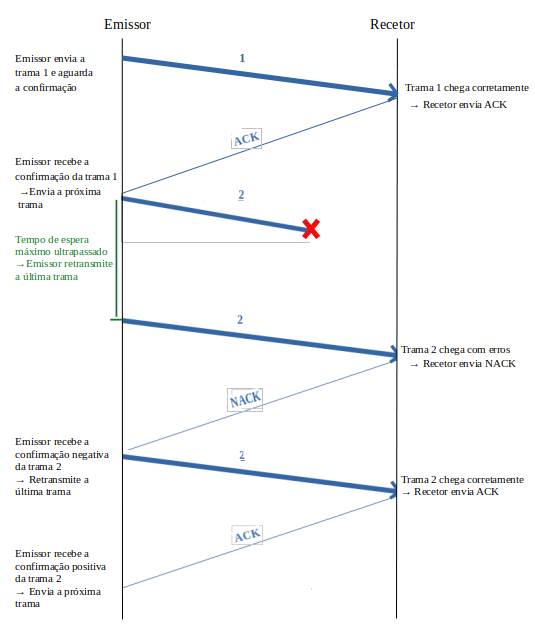 Emissor
Recetor
Emissor envia a
trama 1 e aguarda
a confirmação
1
Trama 1 chega corretamente
→ Recetor envia ACK
ACK
Emissor recebe a
confirmação da trama 1
→Envia a próxima
trama
2
Tempo de espera
máximo ultrapassado
→Emissor retransmite
a última trama
2
Trama 2 chega com erros
→ Recetor envia NACK
NACK
Emissor recebe a
confirmação negativa
da trama 2
→ Retransmite a
última trama
2
Trama 2 chega corretamente
→ Recetor envia ACK
ACK
Emissor recebe a
confirmação positiva
da trama 2
→ Envia a próxima
trama